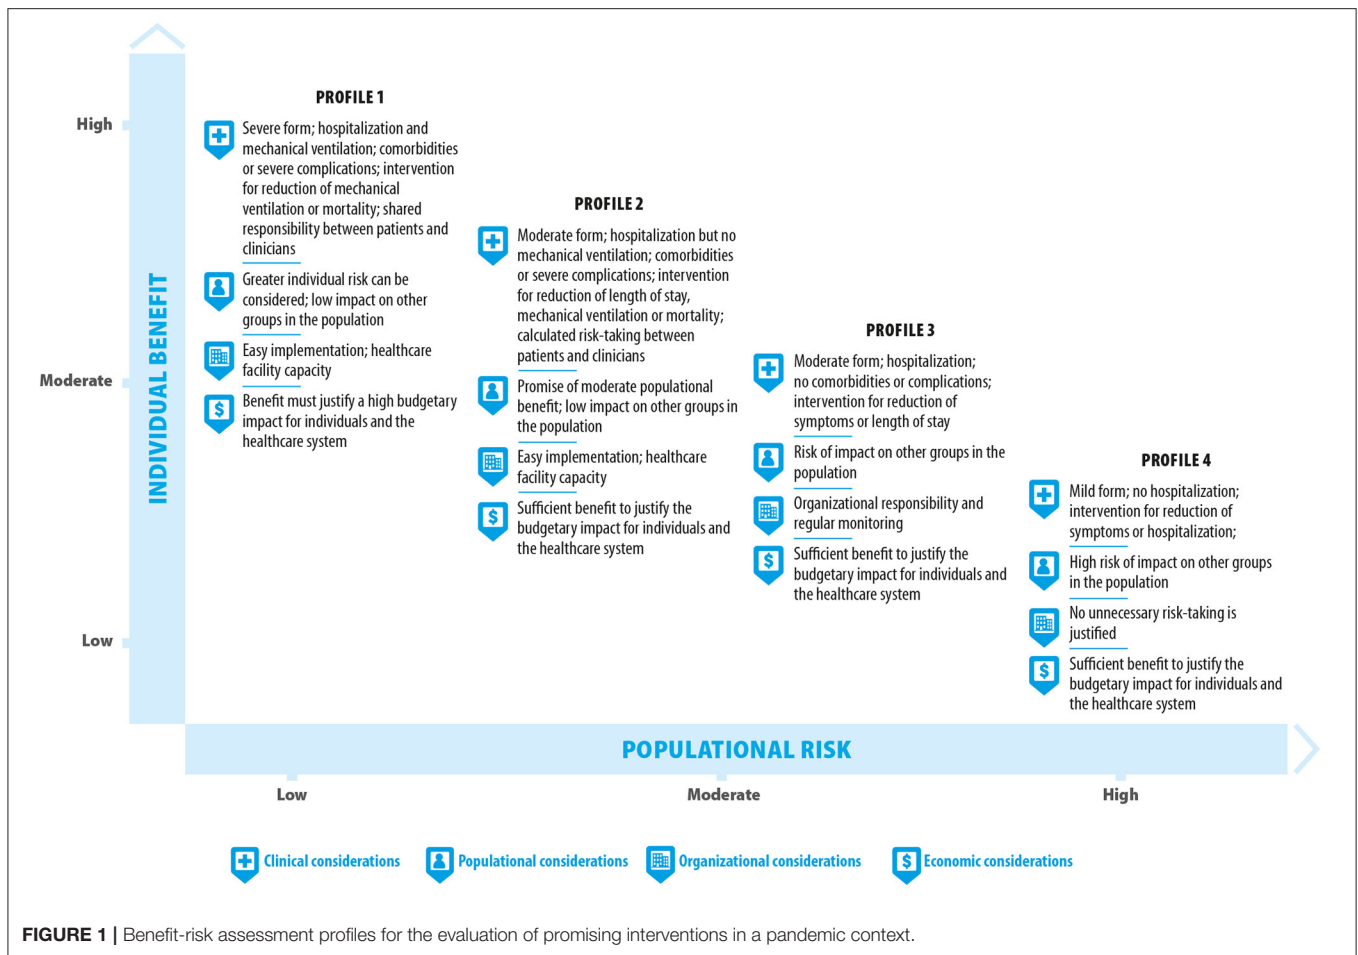 INDIVIDUAL BENEFIT
High
Moderate
Low
PROFILE 1
Severe form; hospitalization and
mechanical ventilation; comorbidities
or severe complications; intervention
for reduction of mechanical
ventilation or mortality; shared
responsibility between patients and
clinicians
Greater individual risk can be
considered; low impact on other
groups in the population
Easy implementation; healthcare
facility capacity
Benefit must justify a high budgetary
impact for individuals and the
healthcare system
PROFILE 2
Moderate form; hospitalization but no
mechanical ventilation; comorbidities
or severe complications; intervention
for reduction of length of stay,
mechanical ventilation or mortality;
calculated risk-taking between
patients and clinicians
Promise of moderate populational
benefit; low impact on other groups in
the population
Easy implementation; healthcare
facility capacity
Sufficient benefit to justify the
budgetary impact for individuals and
the healthcare system
PROFILE 3
Moderate form; hospitalization;
no comorbidities or complications;
intervention for reduction of
symptoms or length of stay
Risk of impact on other groups in the
population
Organizational responsibility and
regular monitoring
Sufficient benefit to justify the
budgetary impact for individuals and
the healthcare system
PROFILE 4
Mild form; no hospitalization;
intervention for reduction of
symptoms or hospitalization;
High risk of impact on other groups
in the population
No unnecessary risk-taking is
justified
Sufficient benefit to justify the
budgetary impact for individuals and
the healthcare system
POPULATIONAL RISK
Low
Moderate
High
Clinical considerations
Populational considerations
Organizational considerations
$ Economic considerations
FIGURE 1 | Benefit-risk assessment profiles for the evaluation of promising interventions in a pandemic context.